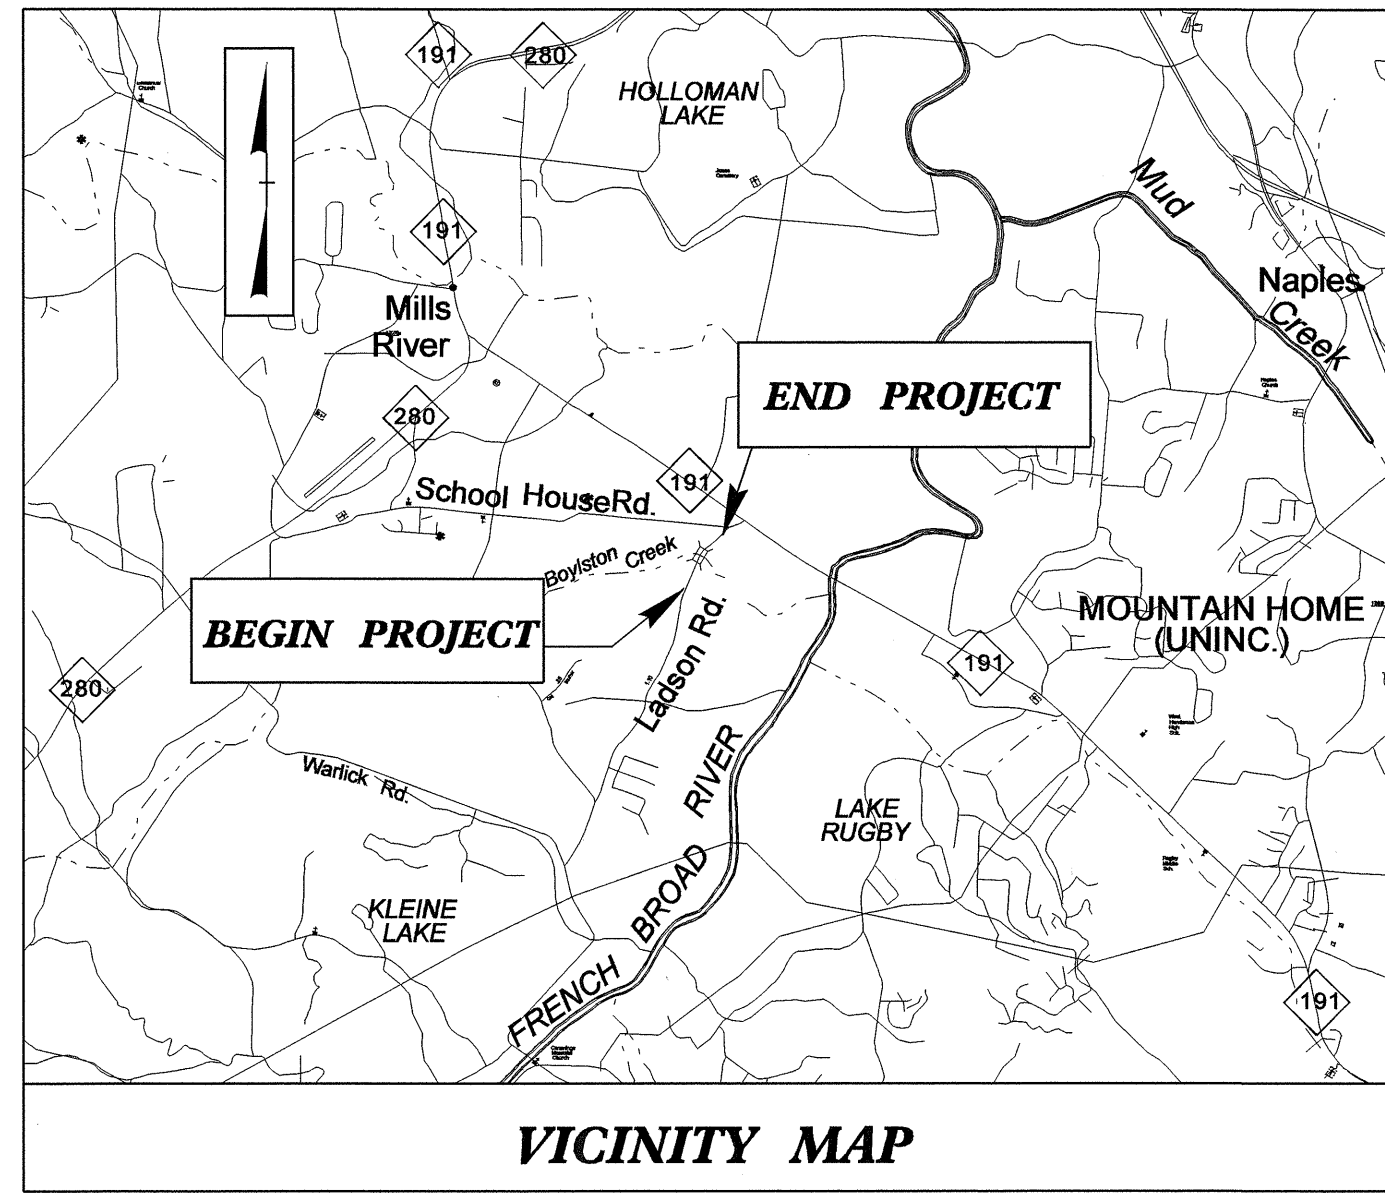 191
280
HOLLOMAN
LAKE
Mud
191
Naples
Creek
Mills
River
END PROJECT
280
191
School House Rd.
Boylston Creek
BEGIN PROJECT
Ladson Rd.
MOUNTAIN HOME
(UNINC.)
191
280
Warlick Rd.
RIVER
LAKE
RUGBY
BROAD
KLEINE
LAKE
FRENCH
191
VICINITY MAP